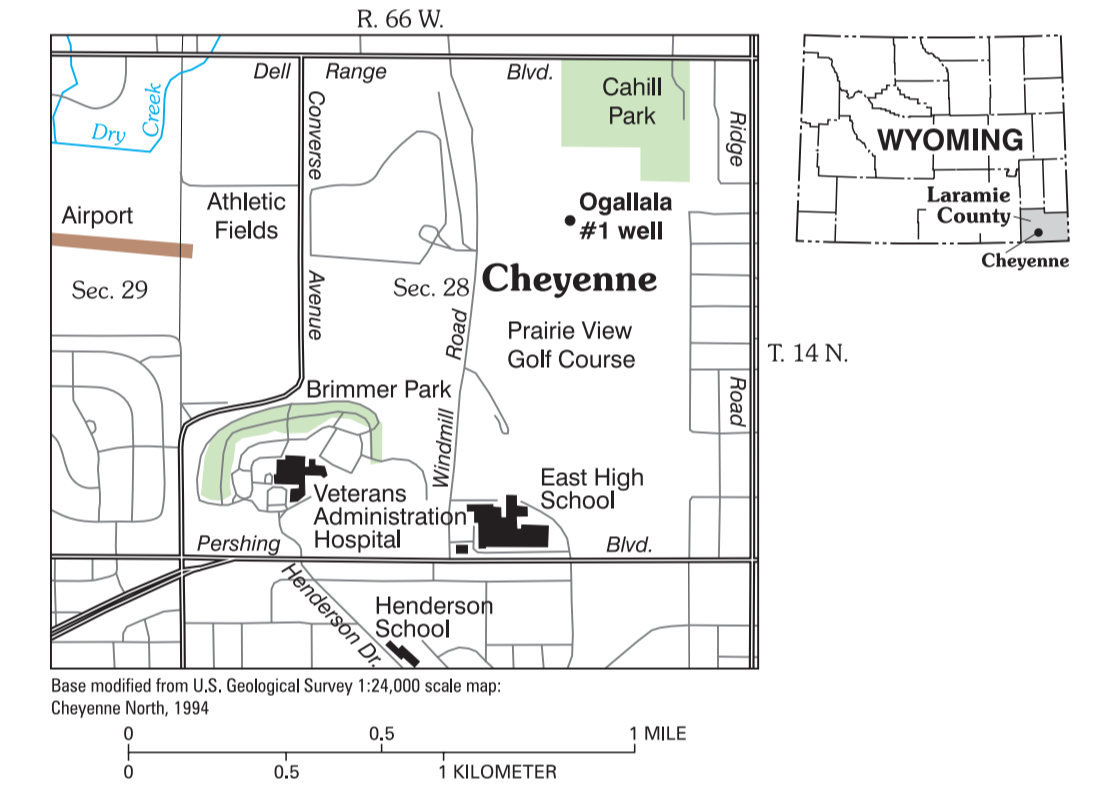 R. 66 W.
Dell Range Blvd.
Cahill
Park
Dry Creek
Converse
Ridge
WYOMING
Athletic
Fields
Airport
Ogallala
#1 well
Laramie
County
Cheyenne
Sec. 29
Avenue
Sec. 28
Cheyenne
Road
Prairie View
Golf Course
T. 14 N.
Brimmer Park
Road
Windmill
East High
School
Veterans
Administration
Hospital
Pershing
Blvd.
Henderson Dr.
Henderson
School
Base modified from U.S. Geological Survey 1:24,000 scale map:
Cheyenne North, 1994
0 0.5 1 MILE
0 0.5 1 KILOMETER